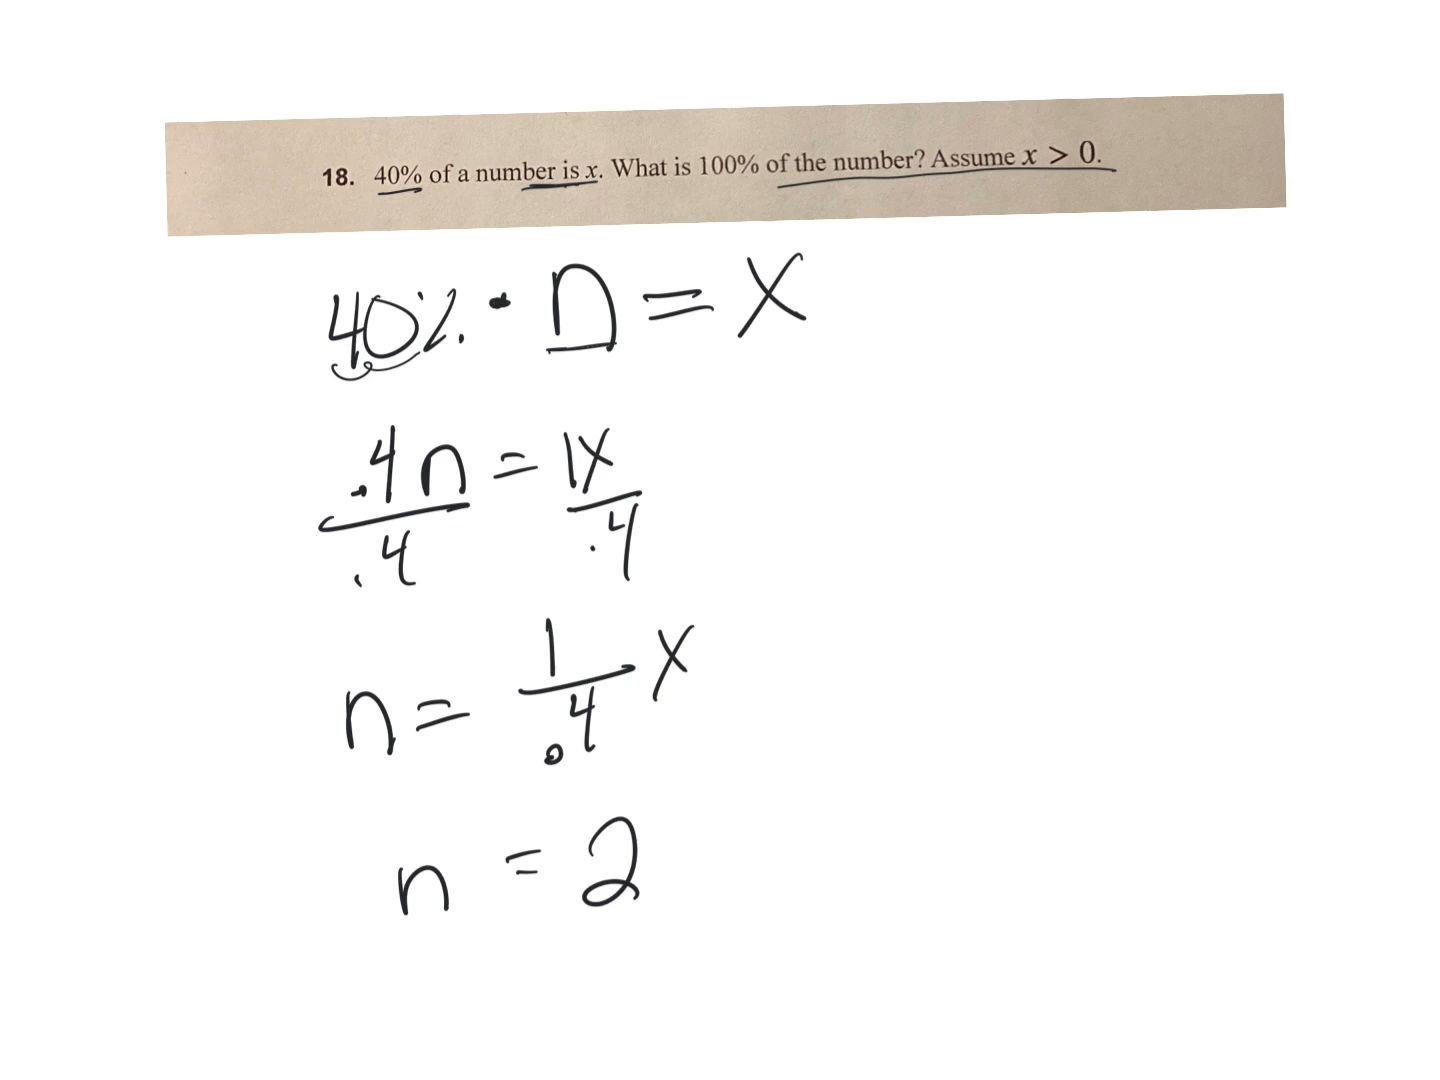 18. 40% of a number is x. What is 100% of the number? Assume x > 0.
40% · n = x
.4n = 1x
.4 .4
n = 1 x
.4
n = 2